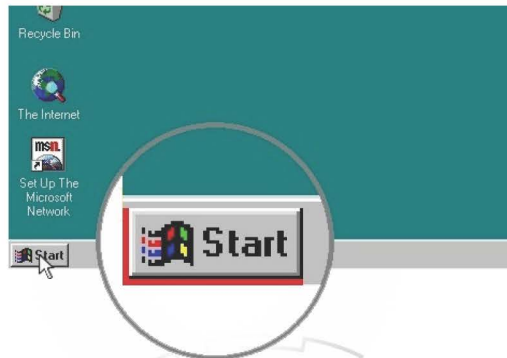 Recycle Bin
The Internet
msn.
Set Up The
Microsoft
Network
Start
Start